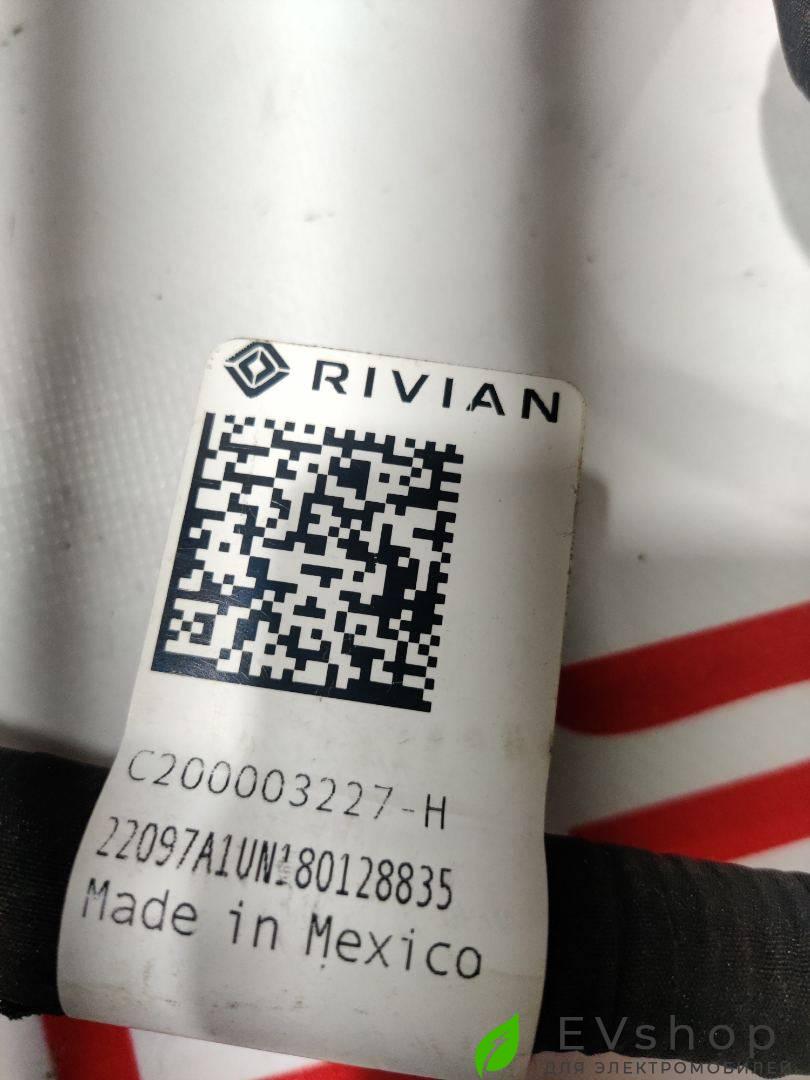 RIVIAN
C200003227-H
22097A1UN180128835
Made in Mexico
EVshop
ДЛЯ ЭЛЕКТРОМОБИЛЕЙ